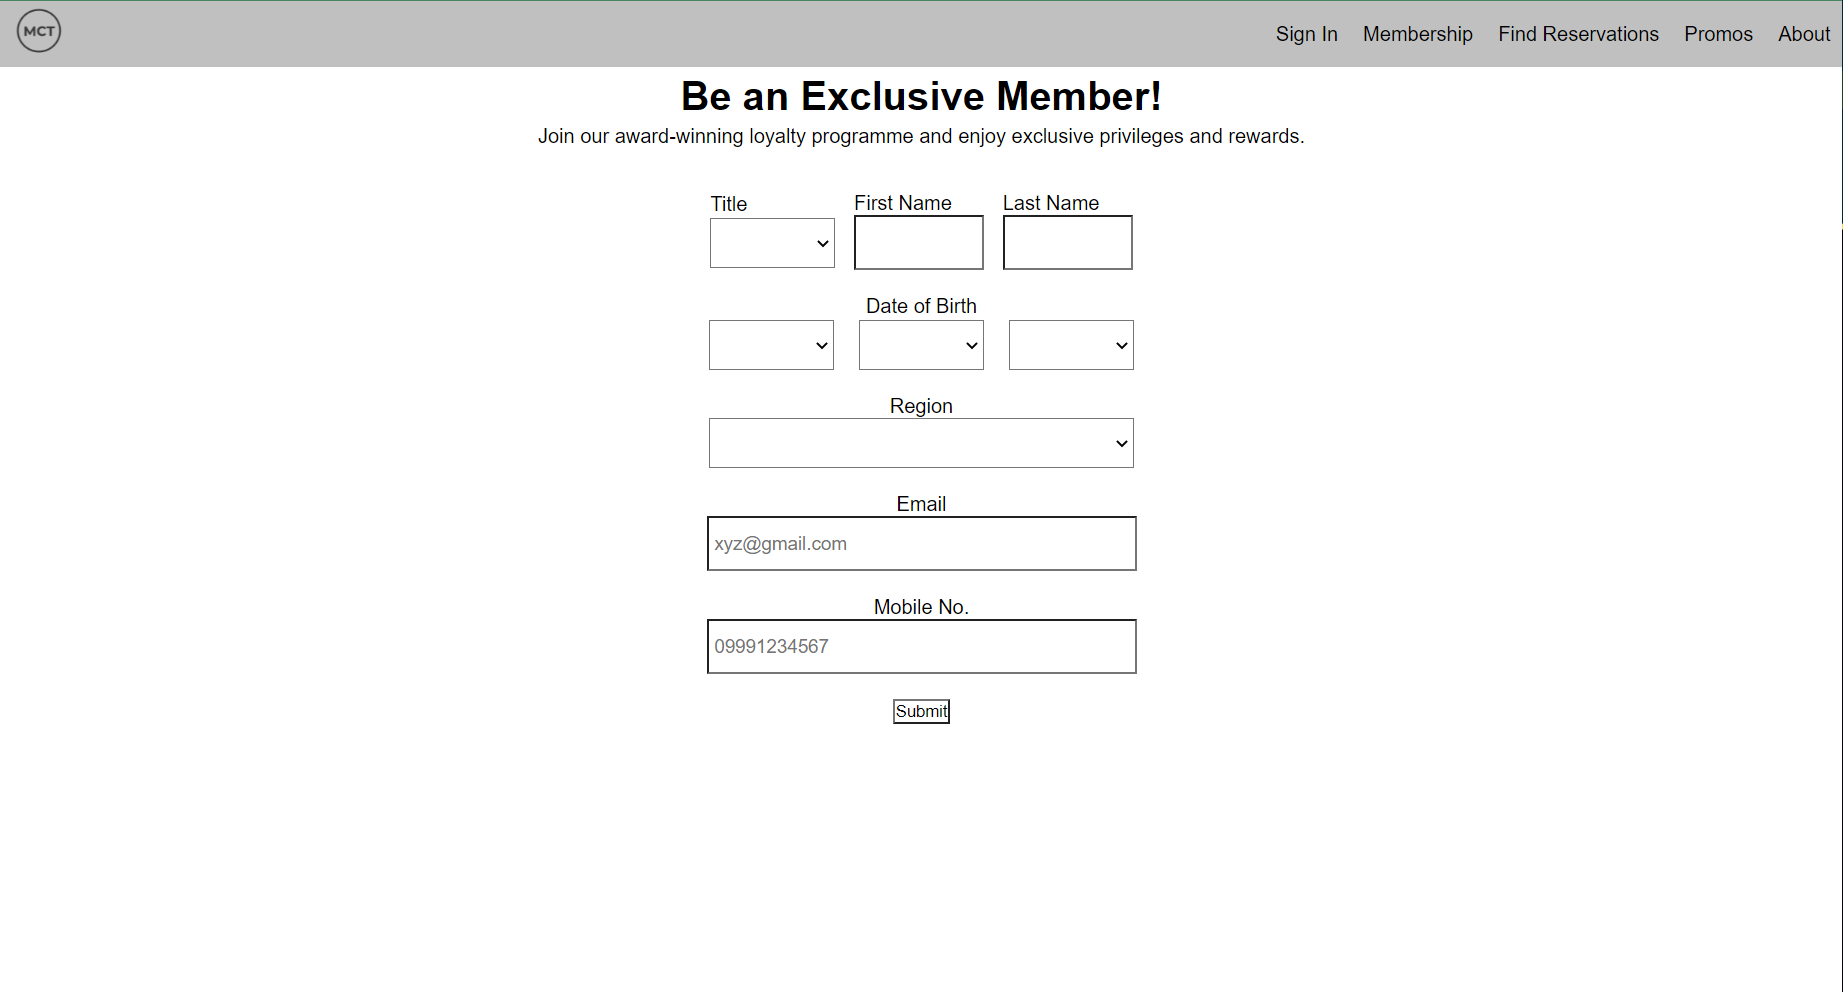 MCT
Sign In Membership Find Reservations Promos About
Be an Exclusive Member!
Join our award-winning loyalty programme and enjoy exclusive privileges and rewards.
Title First Name Last Name
Date of Birth
Region
Email
xyz@gmail.com
Mobile No.
09991234567
Submit